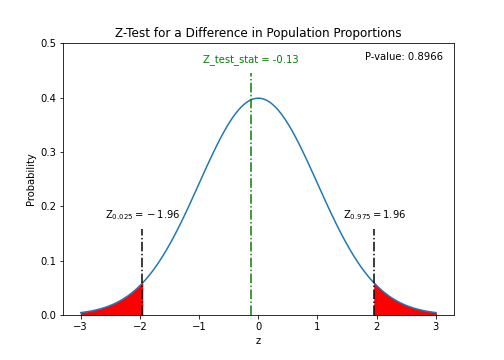 Z-Test for a Difference in Population Proportions
Z_test_stat = -0.13
P-value: 0.8966
Z0.025 = −1.96
Z0.975 = 1.96
Probability
0.5
0.4
0.3
0.2
0.1
0.0
−3 −2 −1 0 1 2 3
z